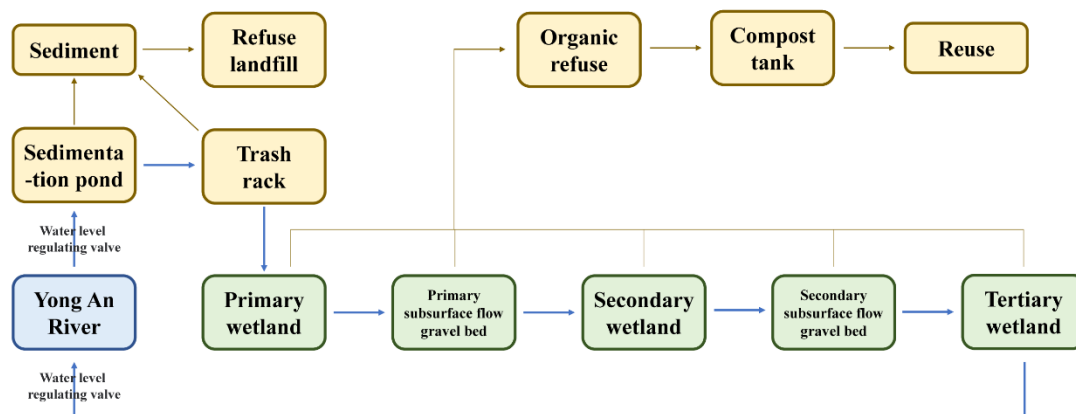 Sediment
Refuse
landfill
Organic
refuse
Compost
tank
Reuse
Sedimenta
-tion pond
Trash
rack
Water level
regulating valve
Yong An
River
Primary
wetland
Primary
subsurface flow
gravel bed
Secondary
wetland
Secondary
subsurface flow
gravel bed
Tertiary
wetland
Water level
regulating valve